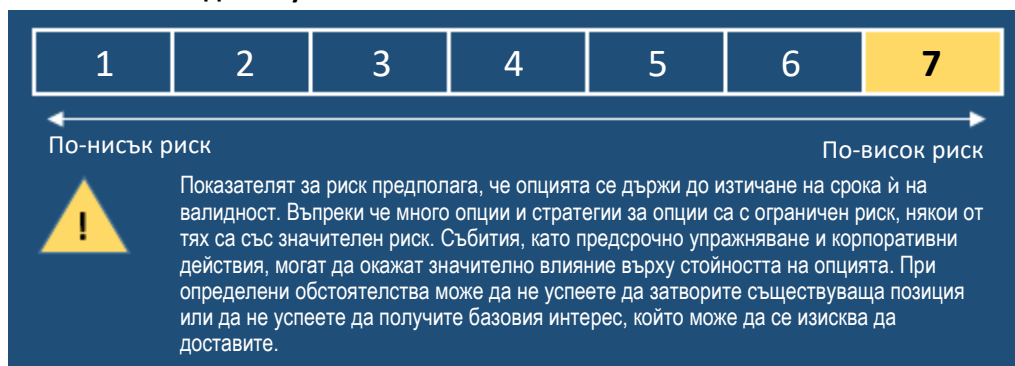 1 2 3 4 5 6 7
По-нисък риск
По-висок риск
!
Показателят за риск предполага, че опцията се държи до изтичане на срока ѝ на
валидност. Въпреки че много опции и стратегии за опции са с ограничен риск, някои от
тях са със значителен риск. Събития, като предсрочно упражняване и корпоративни
действия, могат да окажат значително влияние върху стойността на опцията. При
определени обстоятелства може да не успеете да затворите съществуваща позиция
или да не успеете да получите базовия интерес, който може да се изисква да
доставите.